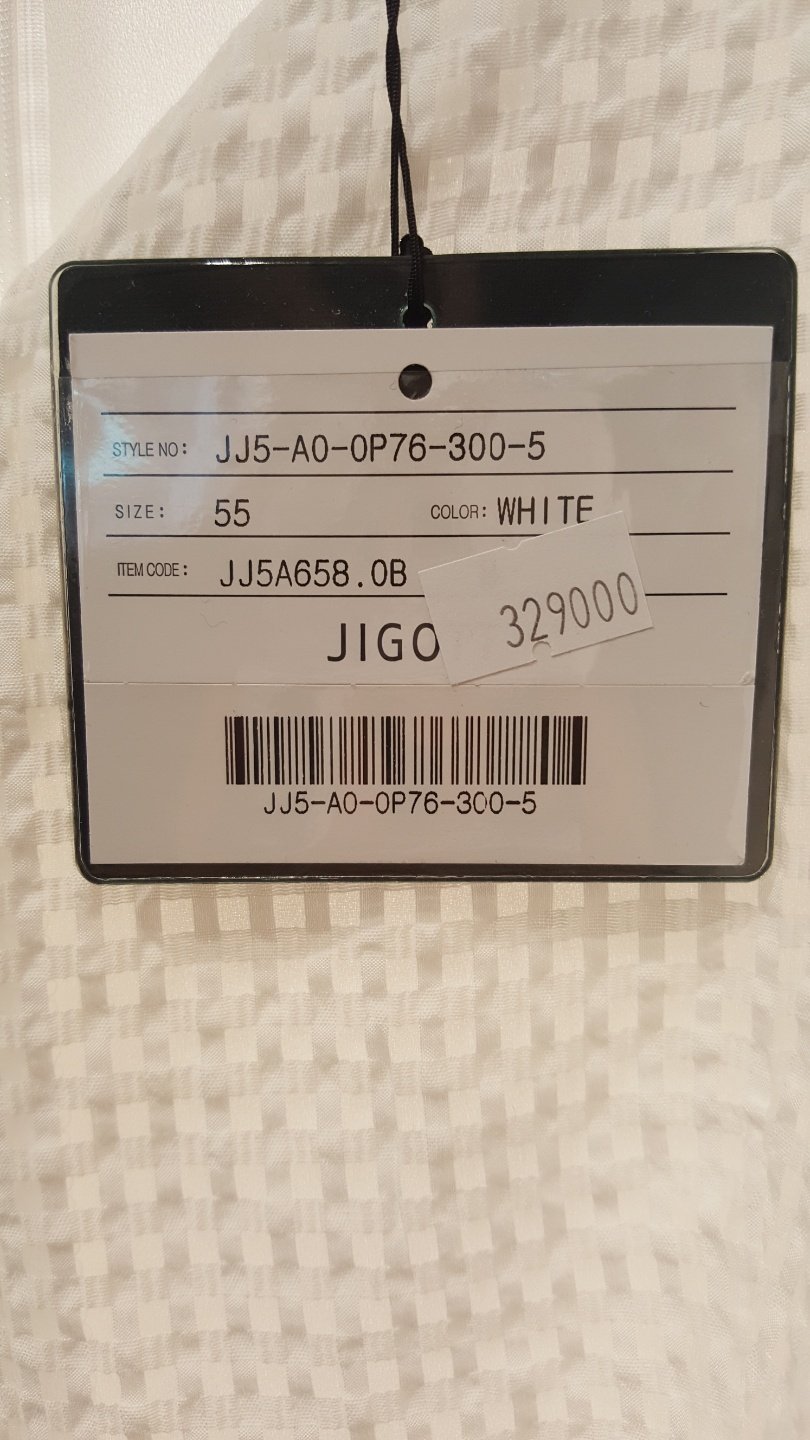 STYLE NO: JJ5-A0-0P76-300-5
SIZE: 55 COLOR: WHITE
ITEM CODE: JJ5A658.0B
329000
JIGO
JJ5-A0-0P76-300-5